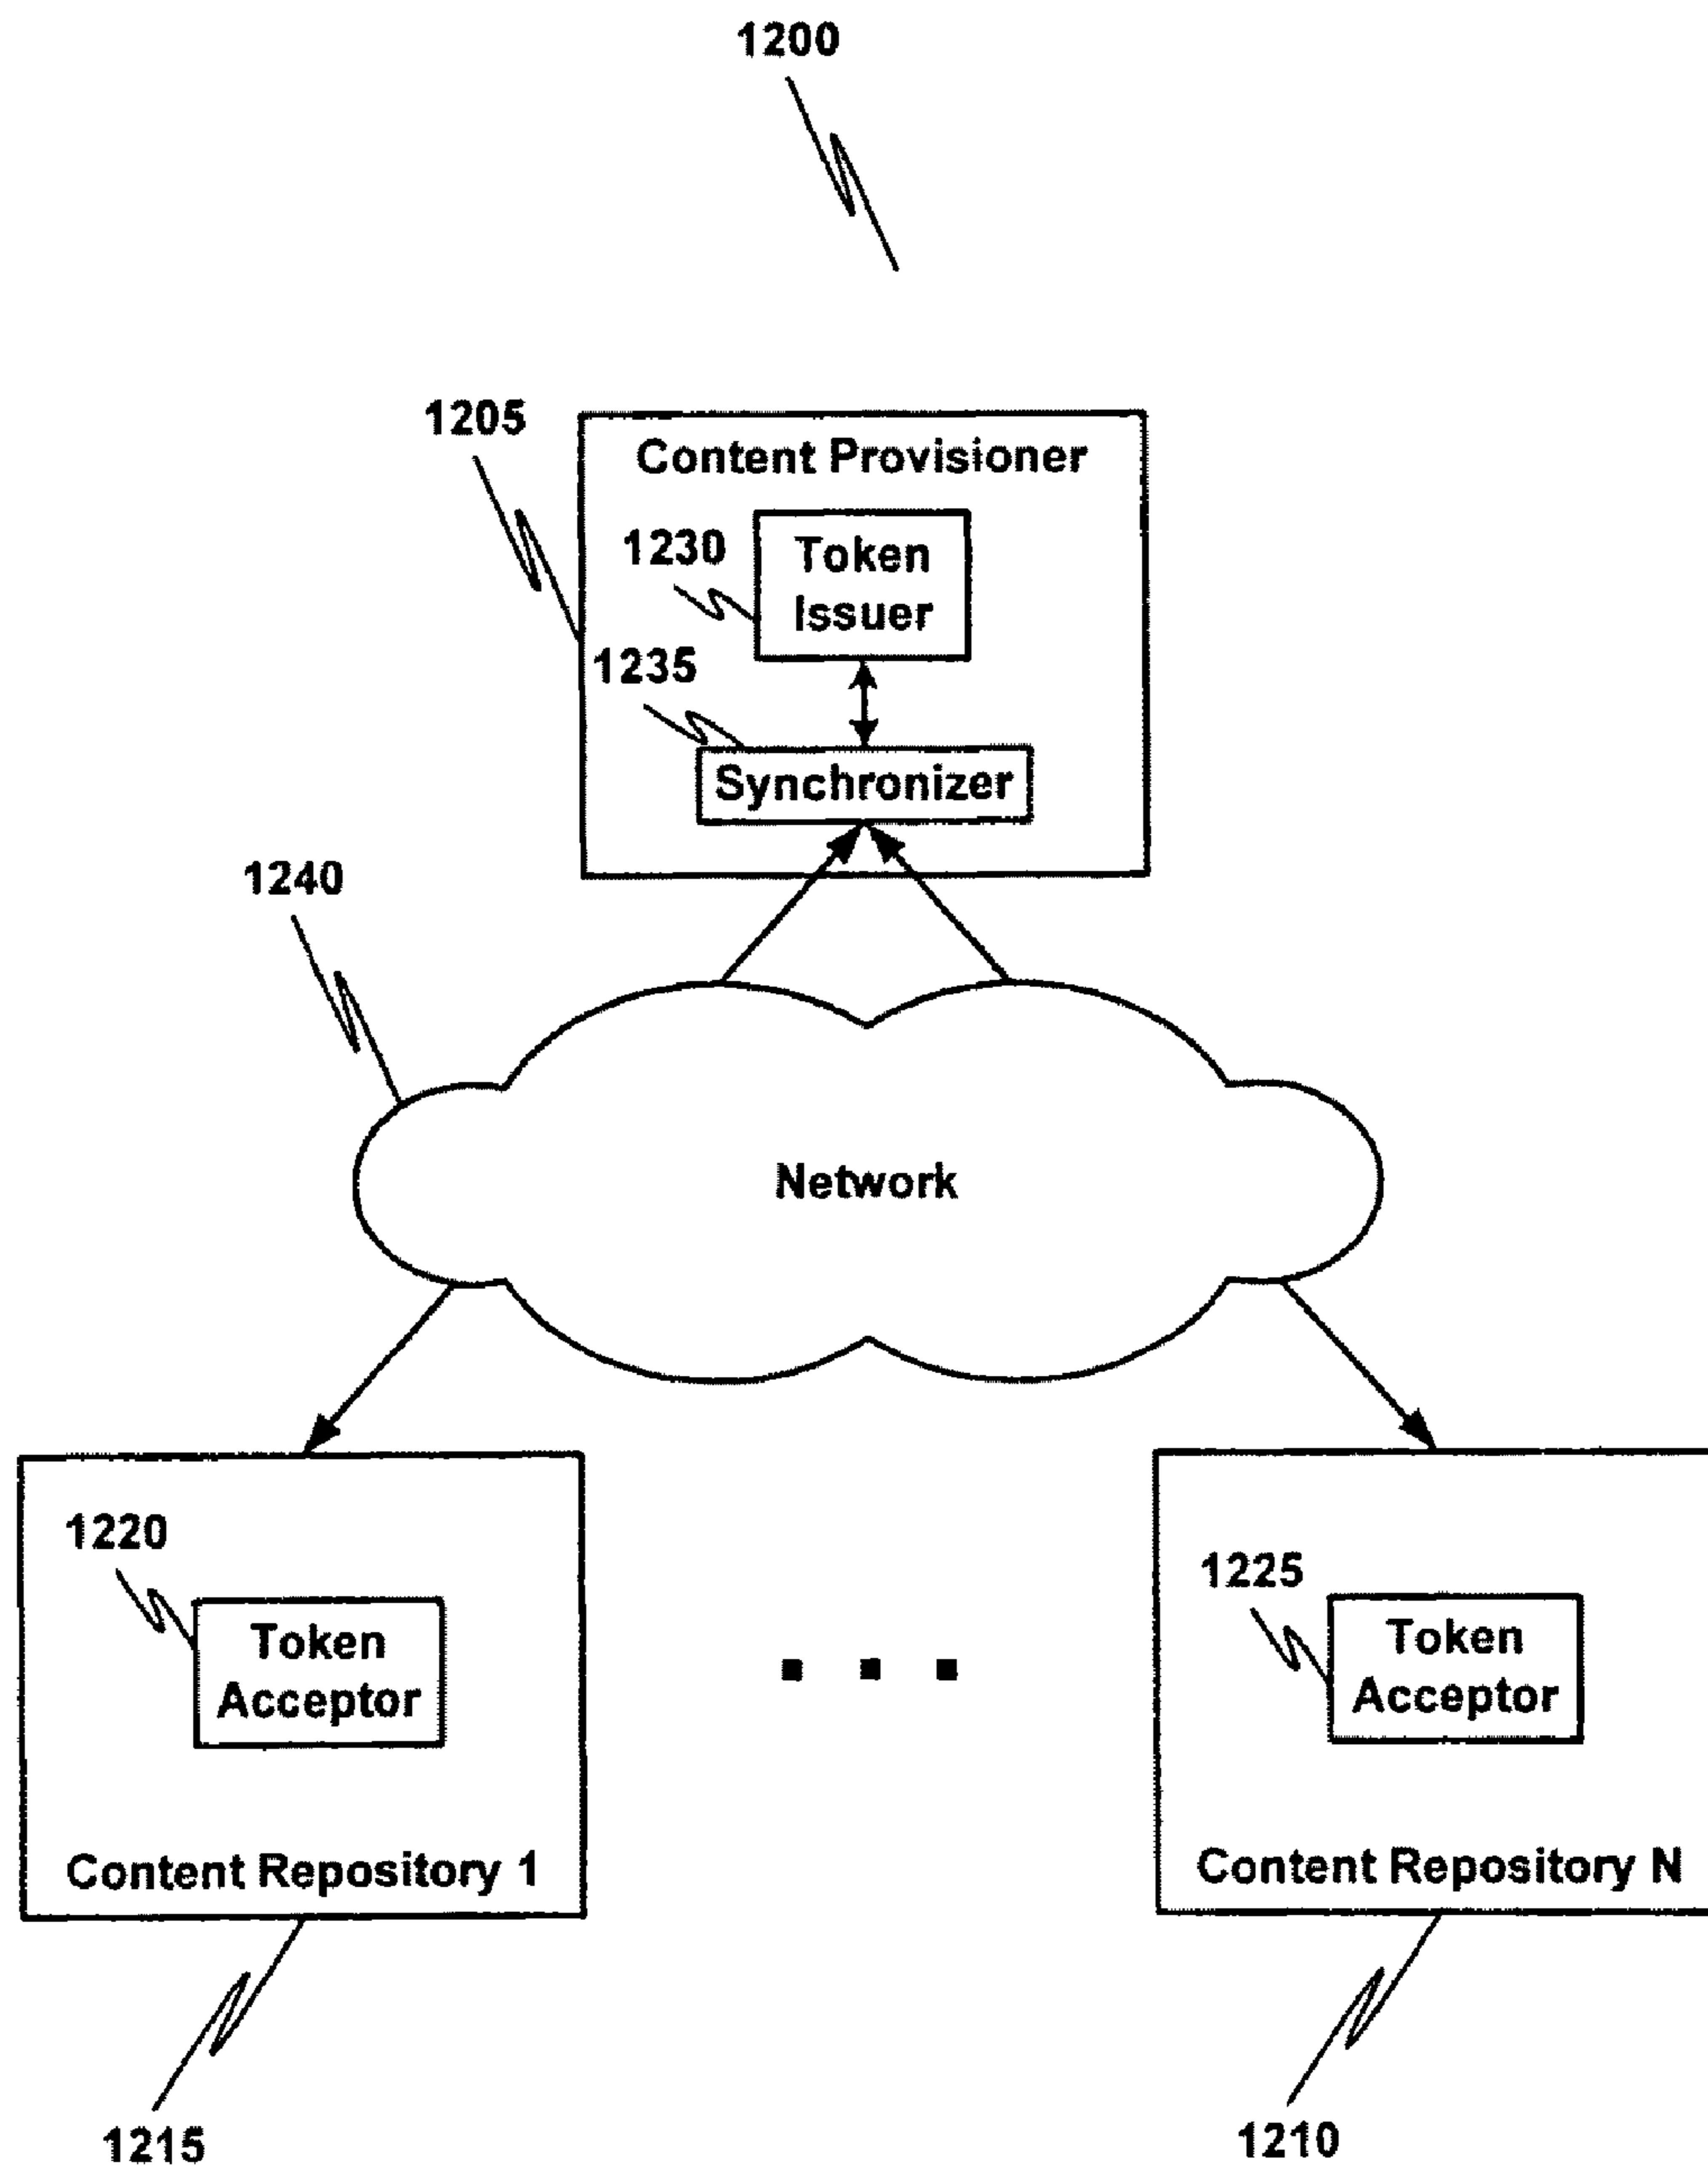 1200
1205
Content Provisioner
1230
Token
Issuer
1235
Synchronizer
1240
Network
1220
Token
Acceptor
Content Repository 1
1225
Token
Acceptor
Content Repository N
1215
1210